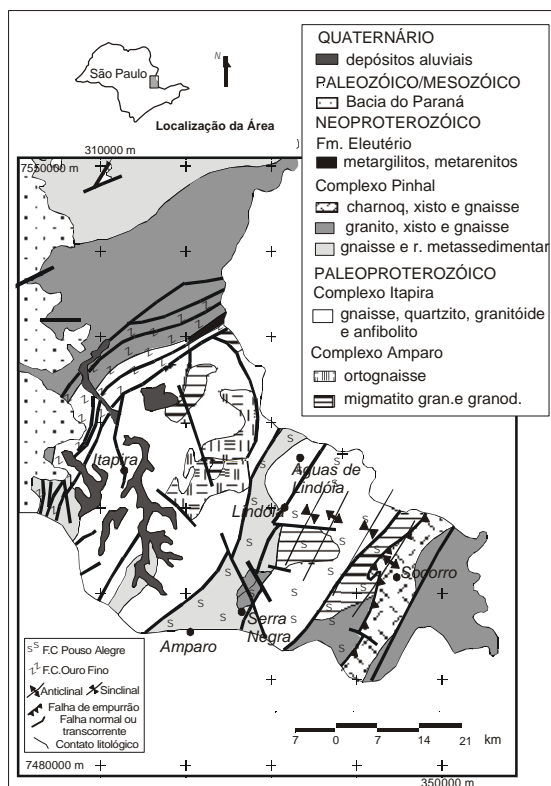 N
São Paulo
Localização da Área
310000 m
7550000 m
QUATERNÁRIO
depósitos aluviais
PALEOZÓICO/MESOZÓICO
Bacia do Paraná
NEOPROTEROZÓICO
Fm. Eleutério
metargilitos, metarenitos
Complexo Pinhal
charnoq, xisto e gnaisse
granito, xisto e gnaisse
gnaisse e r. metassedimentar
PALEOPROTEROZÓICO
Complexo Itapira
gnaisse, quartzito, granitóide
e anfibolito
Complexo Amparo
ortognaisse
migmatito gran.e granod.
Itapira
Águas de
Lindóia
Lindóia
Socorro
Serra
Negra
Amparo
F.C Pouso Alegre
F.C.Ouro Fino
Anticlinal
Sinclinal
Falha de empurrão
Falha normal ou
transcorrente
Contato litológico
7 0 7 14 21 km
7480000 m
350000 m